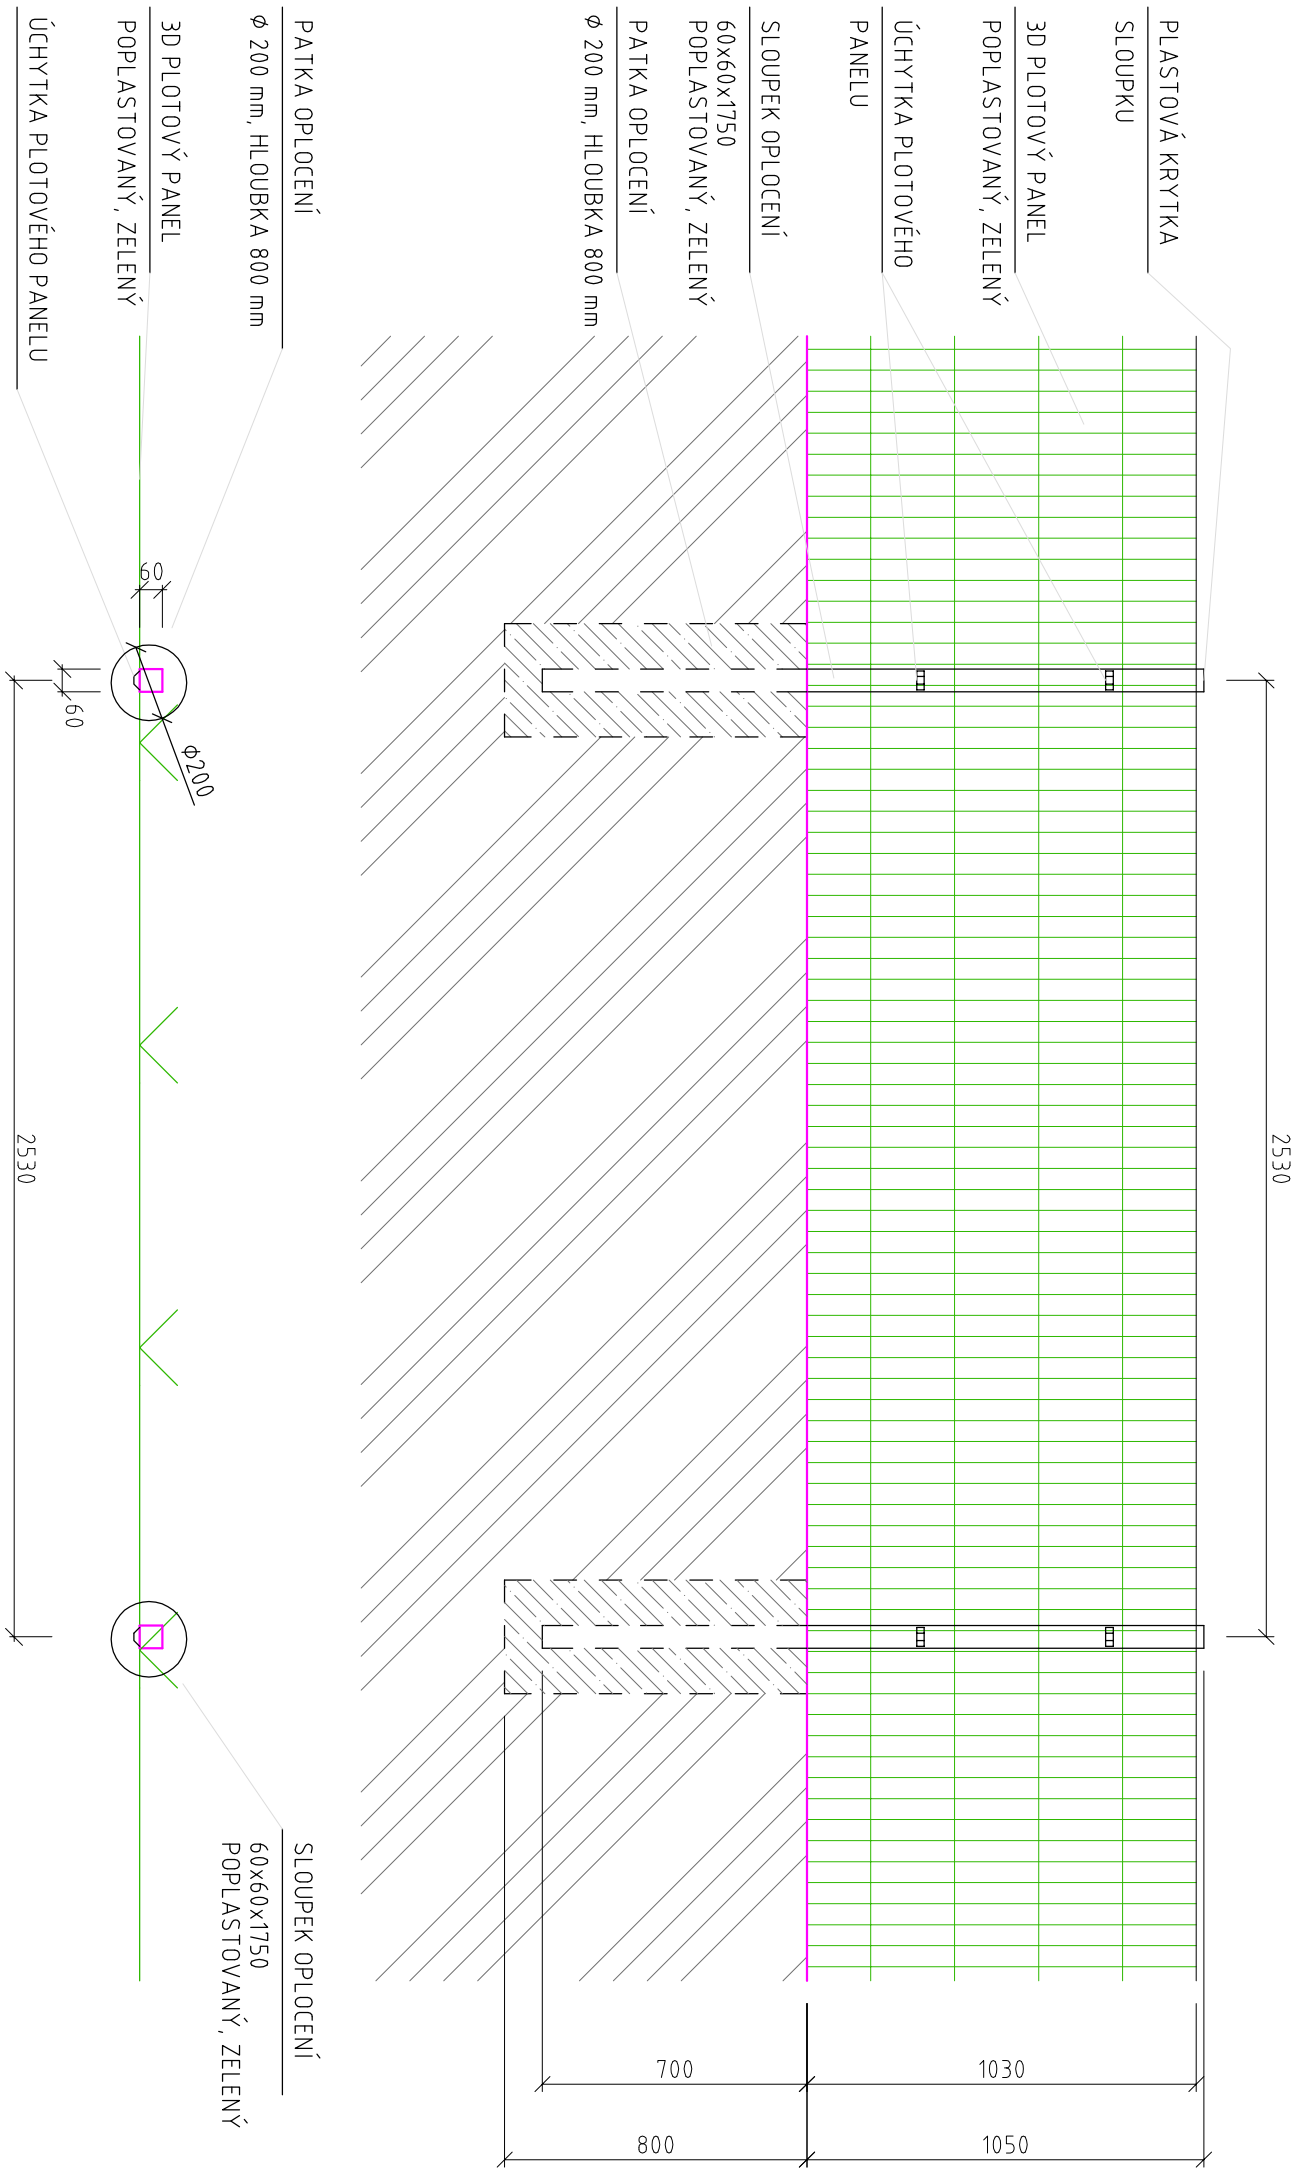 PLASTOVÁ KRYTKA
SLOUPKU
3D PLOTOVÝ PANEL
POPLASTOVANÝ, ZELENÝ
ÚCHYTKA PLOTOVÉHO
PANELU
SLOUPEK OPLOCENÍ
60x60x1750
POPLASTOVANÝ, ZELENÝ
PATKA OPLOCENÍ
Φ 200 mm, HLOUBKA 800 mm
2530
1030
1050
700
800
PATKA OPLOCENÍ
Φ 200 mm, HLOUBKA 800 mm
3D PLOTOVÝ PANEL
POPLASTOVANÝ, ZELENÝ
ÚCHYTKA PLOTOVÉHO PANELU
60
60
Φ200
2530
SLOUPEK OPLOCENÍ
60x60x1750
POPLASTOVANÝ, ZELENÝ